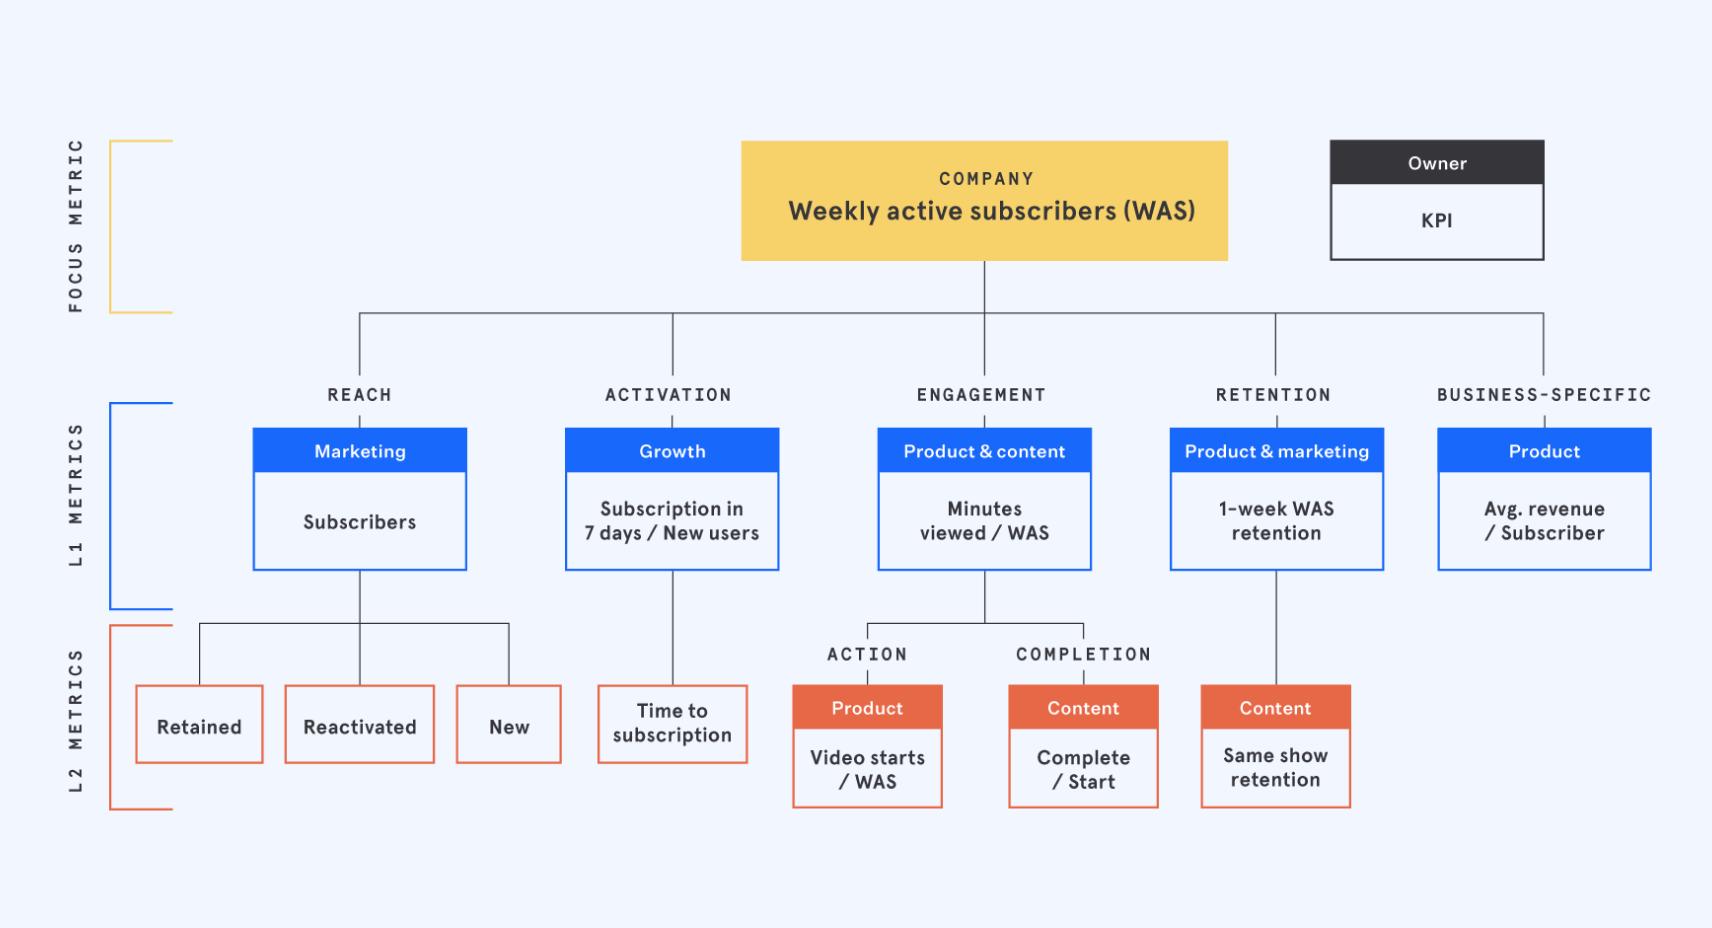 FOCUS METRIC
COMPANY
Weekly active subscribers (WAS)
Owner
KPI
L1 METRICS
REACH
Marketing
Subscribers
ACTIVATION
Growth
Subscription in
7 days / New users
ENGAGEMENT
Product & content
Minutes
viewed / WAS
RETENTION
Product & marketing
1-week WAS
retention
BUSINESS-SPECIFIC
Product
Avg. revenue
/ Subscriber
L2 METRICS
Retained
Reactivated
New
Time to
subscription
ACTION
Product
Video starts
/ WAS
COMPLETION
Content
Complete
/ Start
Content
Same show
retention